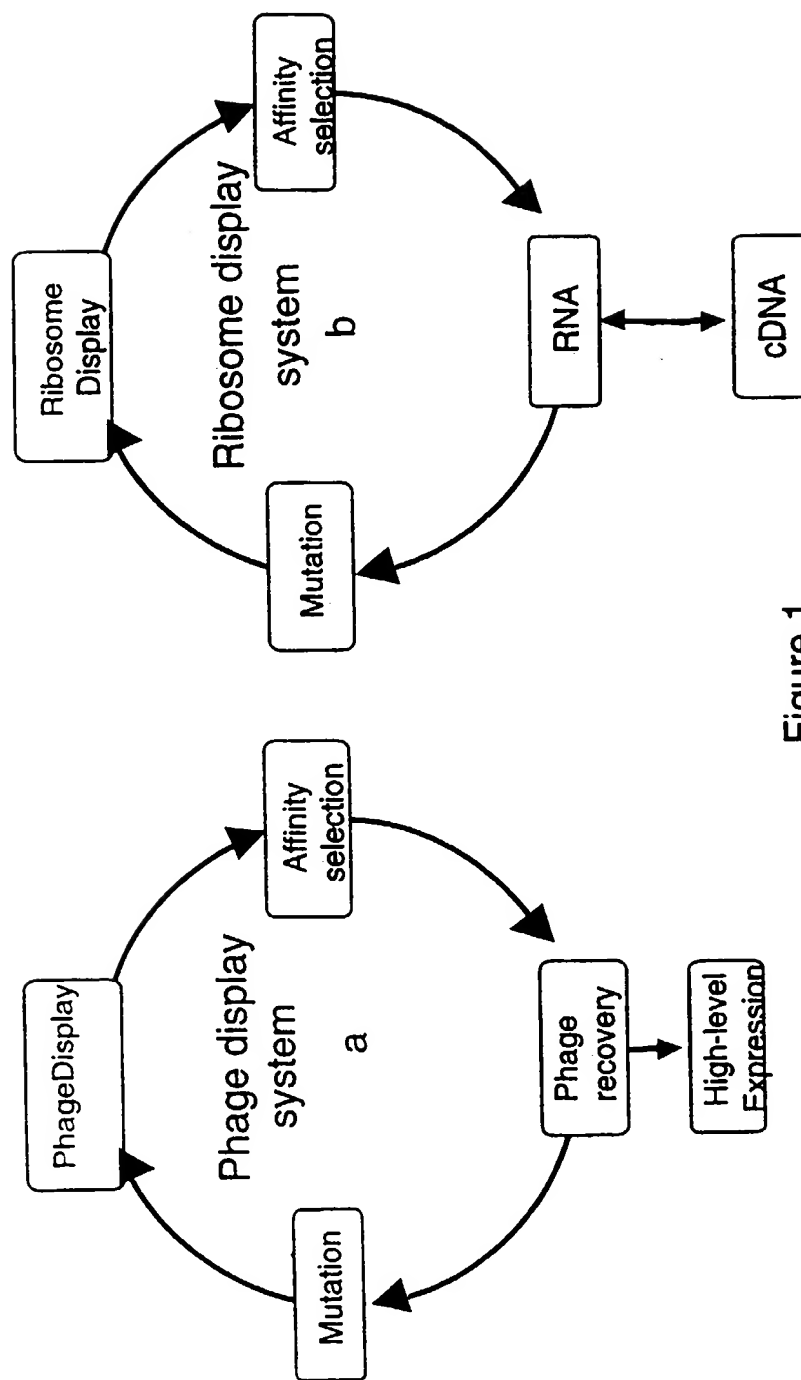 PhageDisplay
Affinity
selection
Phage display
system
a
Mutation
Phage
recovery
High-level
Expression
Ribosome
Display
Affinity
selection
Ribosome display
system
b
Mutation
RNA
cDNA
Figure 1